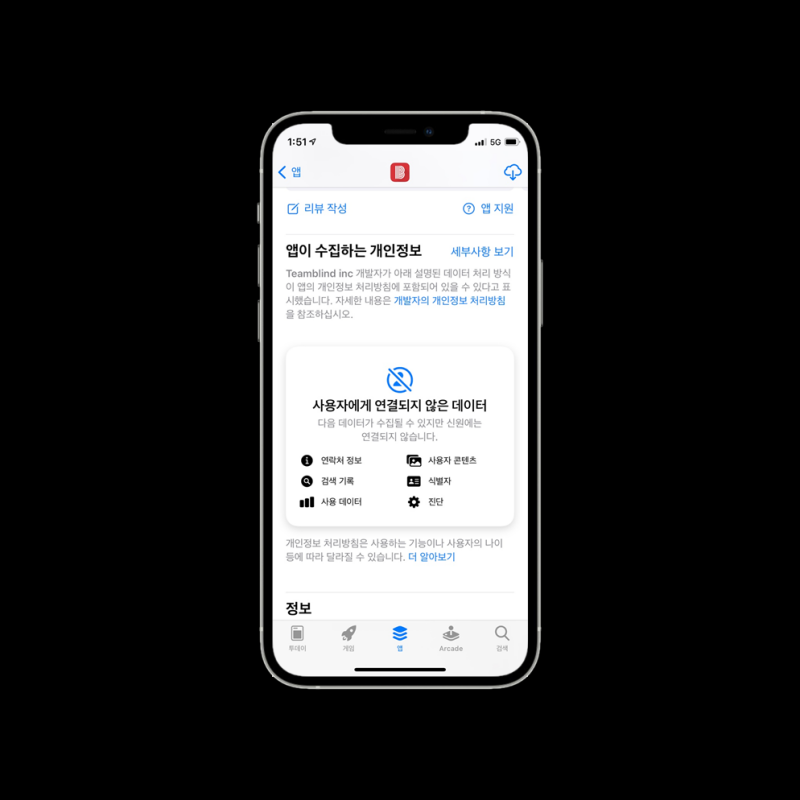 1:51
5G
앱
리뷰 작성
앱 지원
앱이 수집하는 개인정보
세부사항 보기
Teamblind inc 개발자가 아래 설명된 데이터 처리 방식
이 앱의 개인정보 처리방침에 포함되어 있을 수 있다고 표
시했습니다. 자세한 내용은 개발자의 개인정보 처리방침
을 참조하십시오.
사용자에게 연결되지 않은 데이터
다음 데이터가 수집될 수 있지만 신원에는
연결되지 않습니다.
연락처 정보
사용자 콘텐츠
검색 기록
식별자
사용 데이터
진단
개인정보 처리방침은 사용하는 기능이나 사용자의 나이
등에 따라 달라질 수 있습니다. 더 알아보기
정보
투데이
게임
앱
Arcade
검색